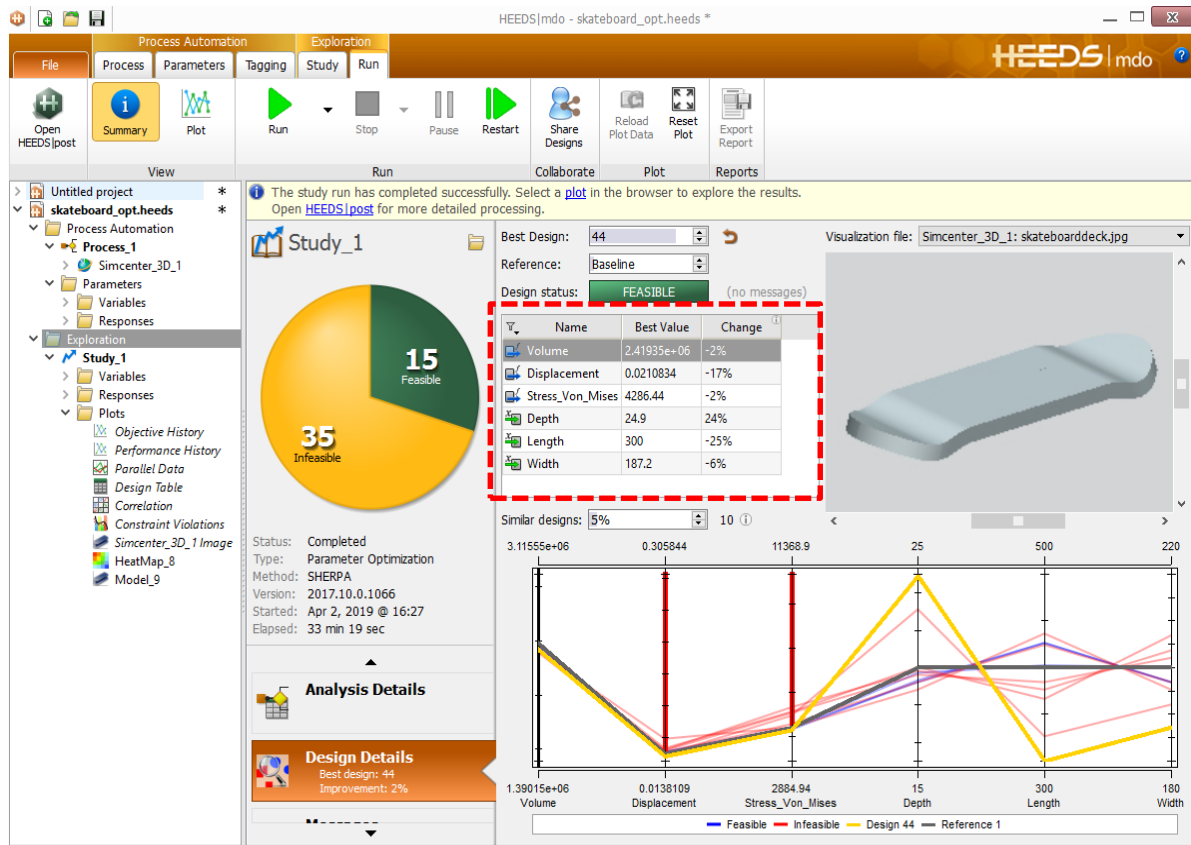 HEEDS|mdo - skateboard_opt.heeds *
Process Automation
Exploration
File
Process
Parameters
Tagging
Study
Run
HEEDS | mdo
?
Open
HEEDS|post
Summary
Plot
Run
Stop
Pause
Restart
Share
Designs
Reload
Plot Data
Reset
Plot
Export
Report
View
Run
Collaborate
Plot
Reports
Untitled project *
skateboard_opt.heeds *
Process Automation
Process_1
Simcenter_3D_1
Parameters
Variables
Responses
Exploration
Study_1
Variables
Responses
Plots
Objective History
Performance History
Parallel Data
Design Table
Correlation
Constraint Violations
Simcenter_3D_1 Image
HeatMap_8
Model_9
The study run has completed successfully. Select a plot in the browser to explore the results.
Open HEEDS|post for more detailed processing.
Study_1
15
Feasible
35
Infeasible
Status: Completed
Type: Parameter Optimization
Method: SHERPA
Version: 2017.10.0.1066
Started: Apr 2, 2019 @ 16:27
Elapsed: 33 min 19 sec
Analysis Details
Design Details
Best design: 44
Improvement: 2%
Best Design: 44
Reference: Baseline
Design status: FEASIBLE (no messages)
Visualization file: Simcenter_3D_1: skateboarddeck.jpg
Name Best Value Change
Volume 2.41935e+06 -2%
Displacement 0.0210834 -17%
Stress_Von_Mises 4286.44 -2%
Depth 24.9 24%
Length 300 -25%
Width 187.2 -6%
Similar designs: 5% 10
3.11555e+06 0.305844 11368.9 25 500 220
1.39015e+06 0.0138109 2884.94 15 300 180
Volume Displacement Stress_Von_Mises Depth Length Width
Feasible Infeasible Design 44 Reference 1